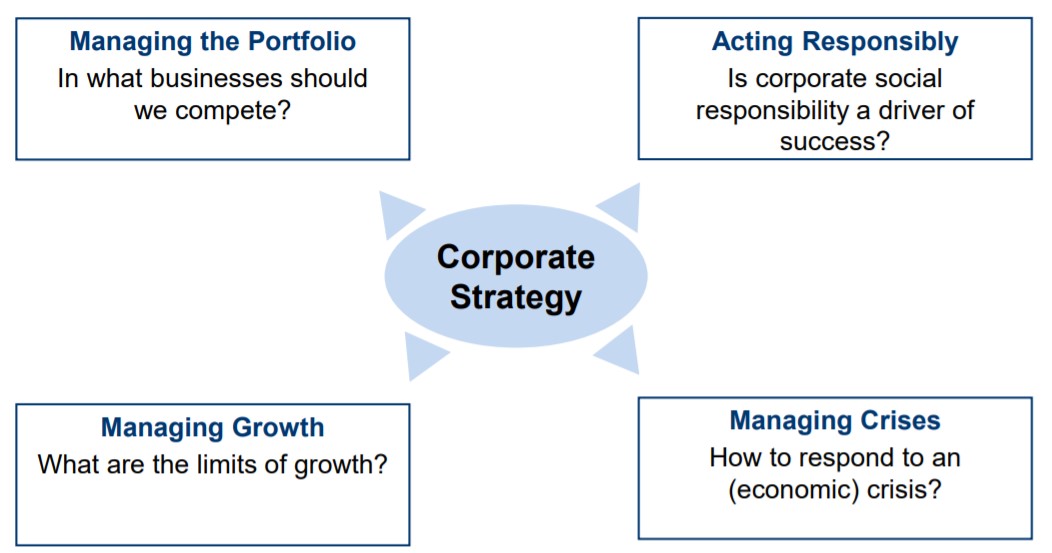 Managing the Portfolio
In what businesses should
we compete?
Acting Responsibly
Is corporate social
responsibility a driver of
success?
Corporate
Strategy
Managing Growth
What are the limits of growth?
Managing Crises
How to respond to an
(economic) crisis?